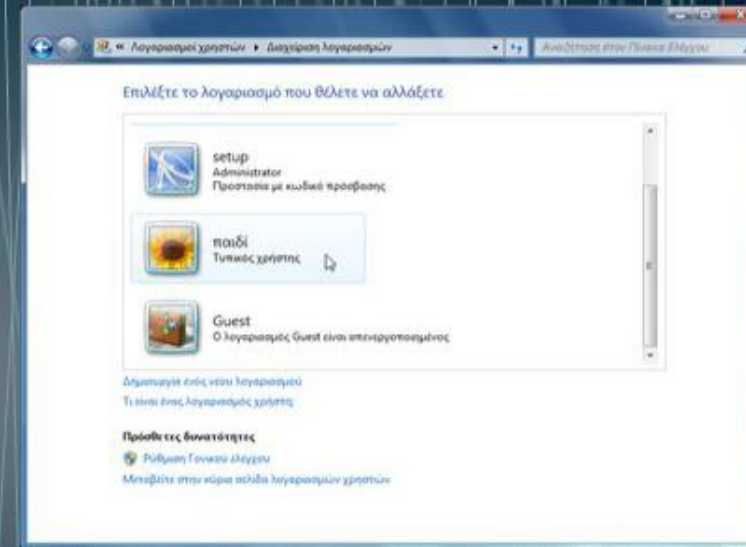 « Λογαριασμοί χρηστών ▸ Διαχείριση λογαριασμών
Αναζήτηση στον Πίνακα Ελέγχου
Επιλέξτε το λογαριασμό που θέλετε να αλλάξετε
setup
Administrator
Προστασία με κωδικό πρόσβασης
παιδί
Τυπικός χρήστης
Guest
Ο λογαριασμός Guest είναι απενεργοποιημένος
Δημιουργία ενός νέου λογαριασμού
Τι είναι ένας λογαριασμός χρήστη;
Πρόσθετες δυνατότητες
Ρύθμιση Γονικού ελέγχου
Μεταβείτε στην κύρια σελίδα λογαριασμών χρηστών